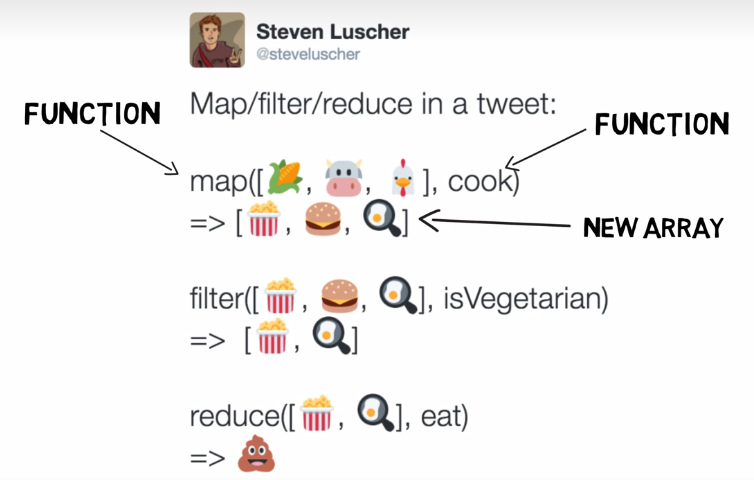 Steven Luscher
@steveluscher
Map/filter/reduce in a tweet:
FUNCTION
FUNCTION
map([🌽, 🐮, 🐔], cook)
=> [🍿, 🍔, 🍳]
NEW ARRAY
filter([🍿, 🍔, 🍳], isVegetarian)
=> [🍿, 🍳]
reduce([🍿, 🍳], eat)
=> 💩